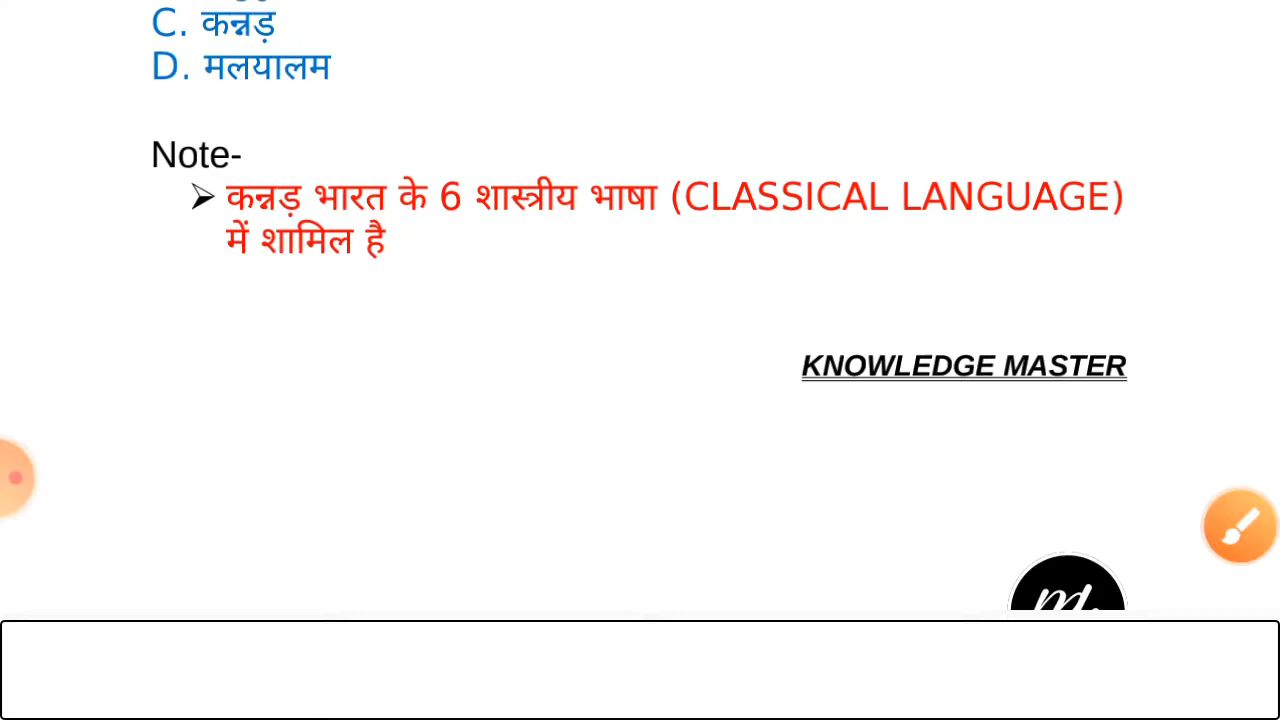 C. कन्नड़
D. मलयालम
Note-
➢ कन्नड़ भारत के 6 शास्त्रीय भाषा (CLASSICAL LANGUAGE)
में शामिल है
KNOWLEDGE MASTER